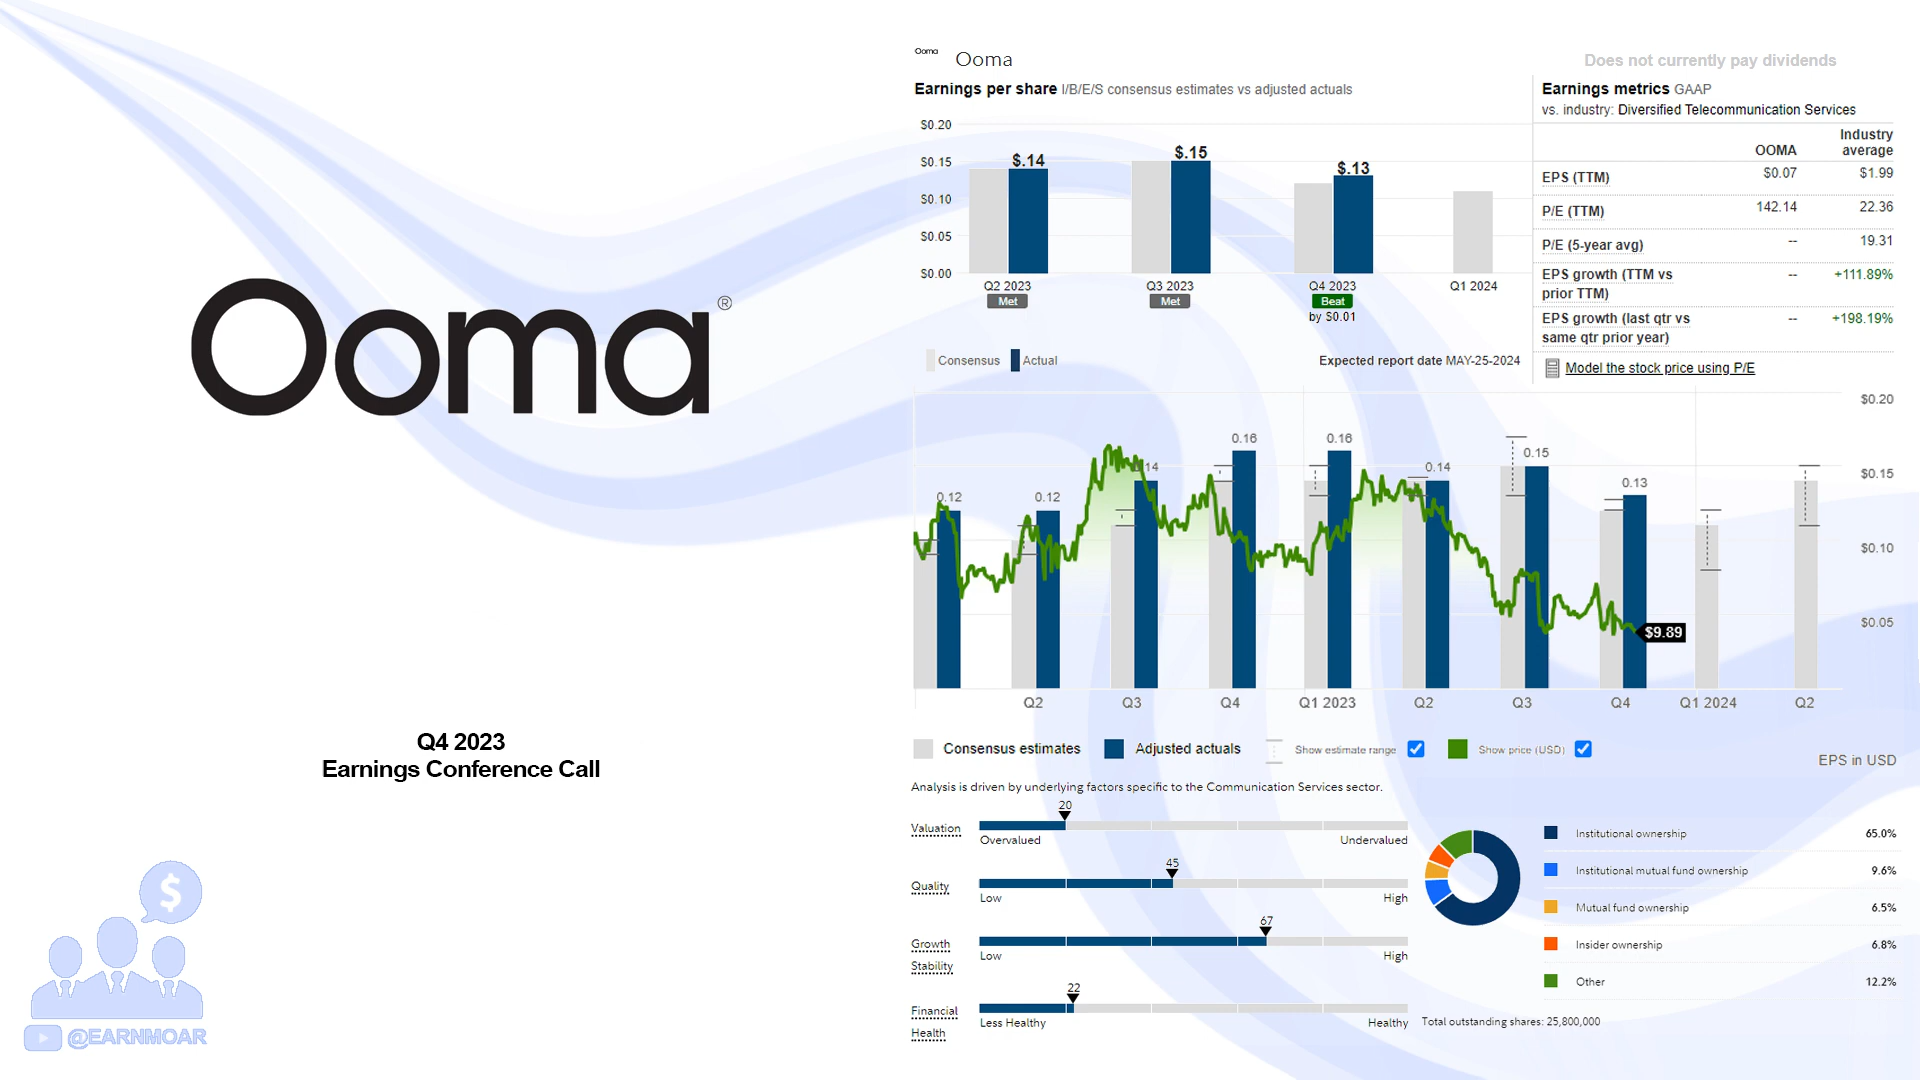 Ooma®
Q4 2023
Earnings Conference Call
$
@EARNMOAR
Ooma
Ooma
Does not currently pay dividends
Earnings per share I/B/E/S consensus estimates vs adjusted actuals
$0.20
$0.15
$0.10
$0.05
$0.00
$.14
$.15
$.13
Q2 2023
Q3 2023
Q4 2023
Q1 2024
Met
Met
Beat
by $0.01
Consensus
Actual
Expected report date MAY-25-2024
Earnings metrics GAAP
vs. industry: Diversified Telecommunication Services
OOMA
Industry average
EPS (TTM) $0.07 $1.99
P/E (TTM) 142.14 22.36
P/E (5-year avg) -- 19.31
EPS growth (TTM vs prior TTM) -- +111.89%
EPS growth (last qtr vs same qtr prior year) -- +198.19%
Model the stock price using P/E
$0.20
$0.15
$0.10
$0.05
0.12
0.12
0.14
0.16
0.16
0.14
0.15
0.13
$9.89
Q2
Q3
Q4
Q1 2023
Q2
Q3
Q4
Q1 2024
Q2
Consensus estimates
Adjusted actuals
Show estimate range
Show price (USD)
EPS in USD
Analysis is driven by underlying factors specific to the Communication Services sector.
Valuation
20
Overvalued
Undervalued
Quality
45
Low
High
Growth
Stability
67
Low
High
Financial
Health
22
Less Healthy
Healthy
Institutional ownership 65.0%
Institutional mutual fund ownership 9.6%
Mutual fund ownership 6.5%
Insider ownership 6.8%
Other 12.2%
Total outstanding shares: 25,800,000